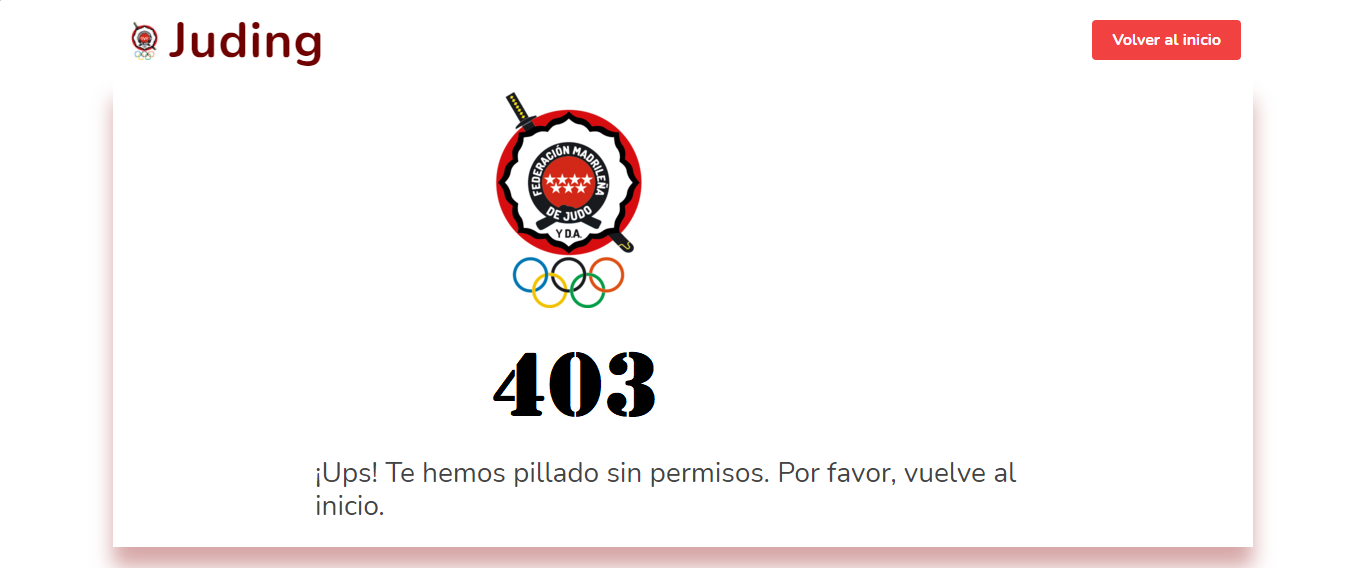 Juding
Volver al inicio
FEDERACIÓN MADRILEÑA
DE JUDO
Y D.A.
403
¡Ups! Te hemos pillado sin permisos. Por favor, vuelve al
inicio.